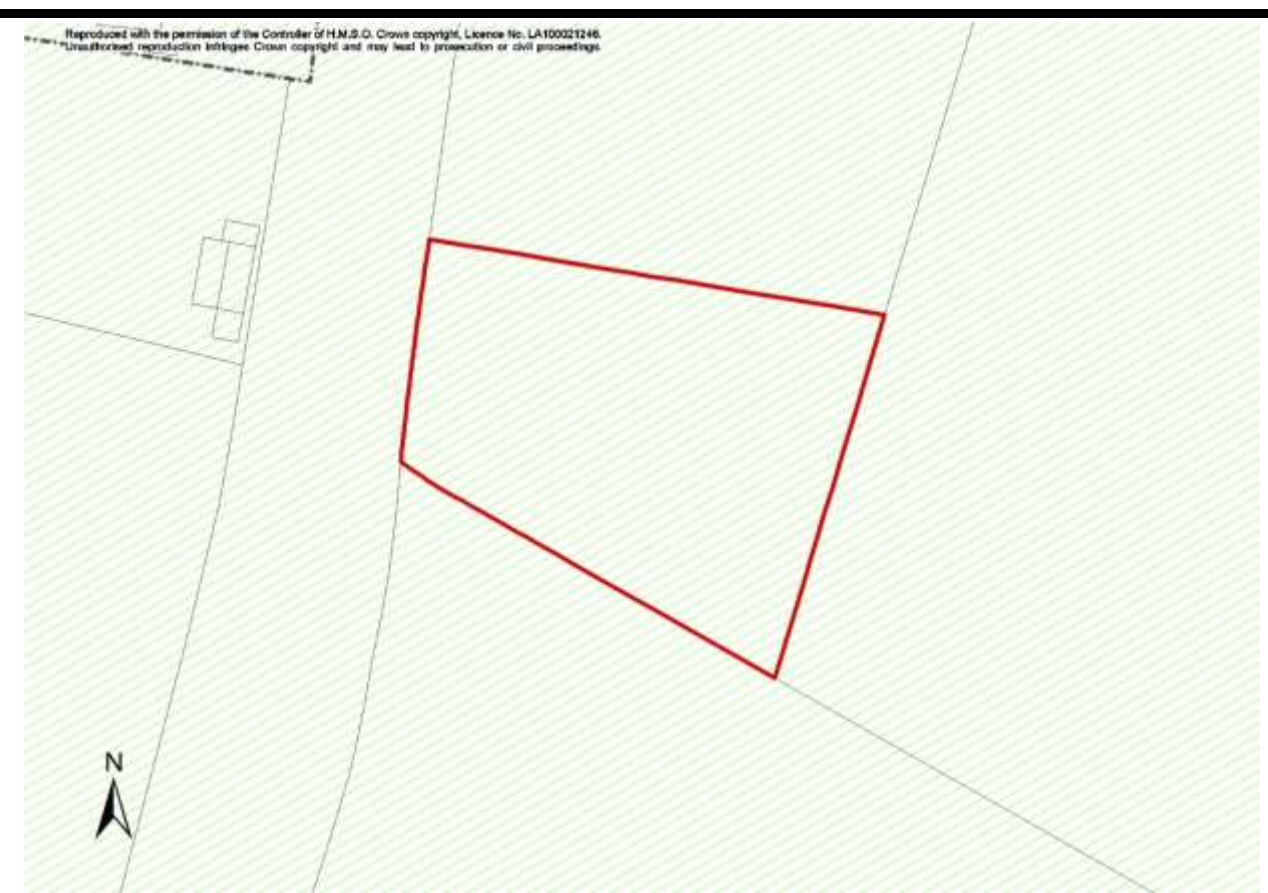 Reproduced with the permission of the Controller of H.M.S.O. Crown copyright, Licence No. LA100021246.
Unauthorised reproduction infringes Crown copyright and may lead to prosecution or civil proceedings.
N